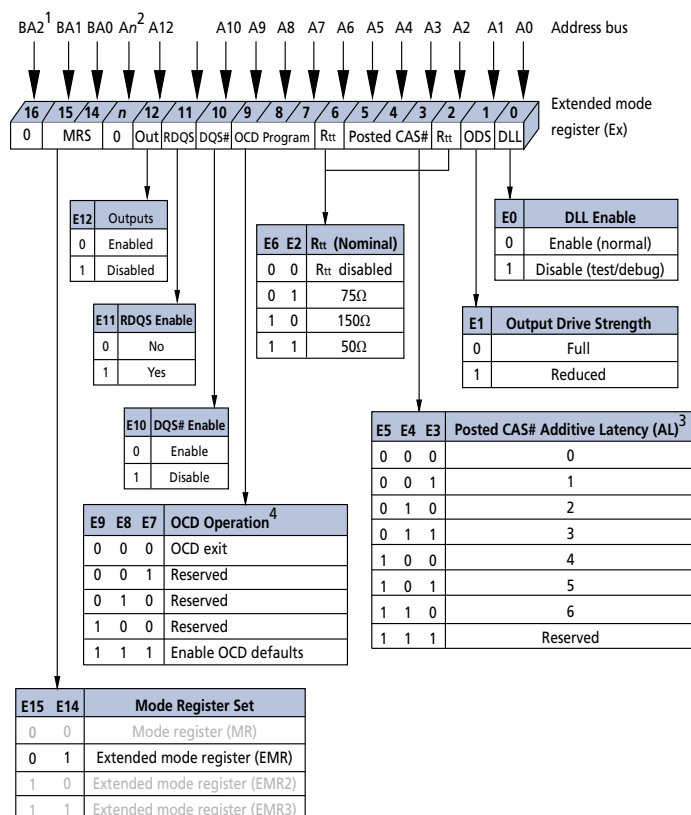 BA2¹ BA1 BA0 An² A12 A10 A9 A8 A7 A6 A5 A4 A3 A2 A1 A0 Address bus
16 15 14 n 12 11 10 9 8 7 6 5 4 3 2 1 0
Extended mode
register (Ex)
0 MRS 0 Out RDQS DQS# OCD Program Rtt Posted CAS# Rtt ODS DLL
E12 Outputs
0 Enabled
1 Disabled
E11 RDQS Enable
0 No
1 Yes
E10 DQS# Enable
0 Enable
1 Disable
E6 E2 Rtt (Nominal)
0 0 Rtt disabled
0 1 75Ω
1 0 150Ω
1 1 50Ω
E0 DLL Enable
0 Enable (normal)
1 Disable (test/debug)
E1 Output Drive Strength
0 Full
1 Reduced
E9 E8 E7 OCD Operation⁴
0 0 0 OCD exit
0 0 1 Reserved
0 1 0 Reserved
1 0 0 Reserved
1 1 1 Enable OCD defaults
E5 E4 E3 Posted CAS# Additive Latency (AL)³
0 0 0 0
0 0 1 1
0 1 0 2
0 1 1 3
1 0 0 4
1 0 1 5
1 1 0 6
1 1 1 Reserved
E15 E14 Mode Register Set
0 0 Mode register (MR)
0 1 Extended mode register (EMR)
1 0 Extended mode register (EMR2)
1 1 Extended mode register (EMR3)